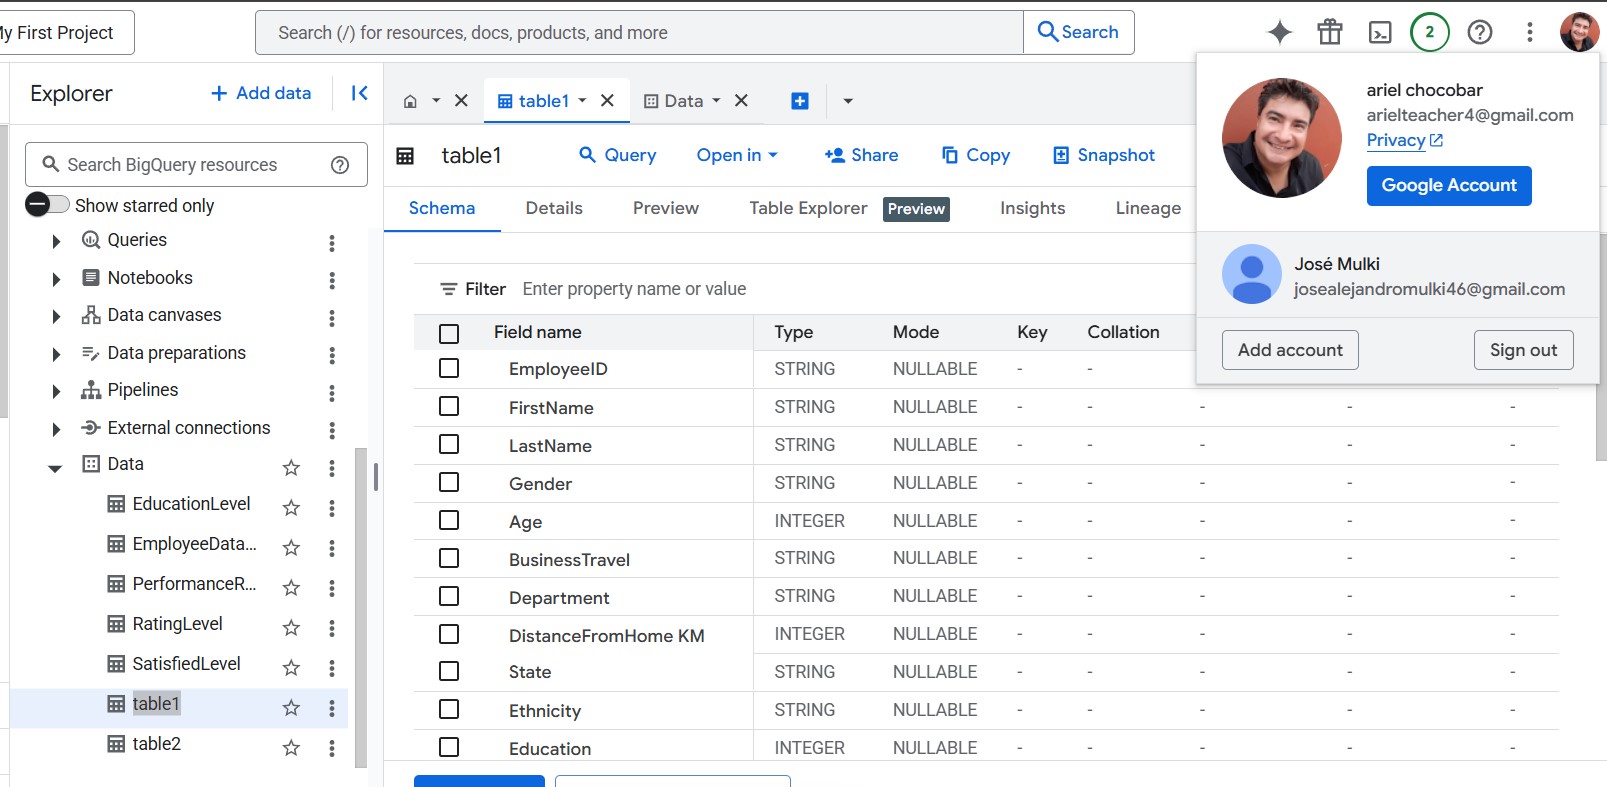 My First Project
Search (/) for resources, docs, products, and more
Search
2
Explorer
Add data
table1
Data
Search BigQuery resources
Show starred only
Queries
Notebooks
Data canvases
Data preparations
Pipelines
External connections
Data
EducationLevel
EmployeeData...
PerformanceR...
RatingLevel
SatisfiedLevel
table1
table2
table1
Query
Open in
Share
Copy
Snapshot
Schema
Details
Preview
Table Explorer
Preview
Insights
Lineage
Filter Enter property name or value
Field name Type Mode Key Collation
EmployeeID STRING NULLABLE - -
FirstName STRING NULLABLE - - - - -
LastName STRING NULLABLE - - - - -
Gender STRING NULLABLE - - - - -
Age INTEGER NULLABLE - - - - -
BusinessTravel STRING NULLABLE - - - - -
Department STRING NULLABLE - - - - -
DistanceFromHome KM INTEGER NULLABLE - - - - -
State STRING NULLABLE - - - - -
Ethnicity STRING NULLABLE - - - - -
Education INTEGER NULLABLE - - - - -
ariel chocobar
arielteacher4@gmail.com
Privacy
Google Account
José Mulki
josealejandromulki46@gmail.com
Add account
Sign out